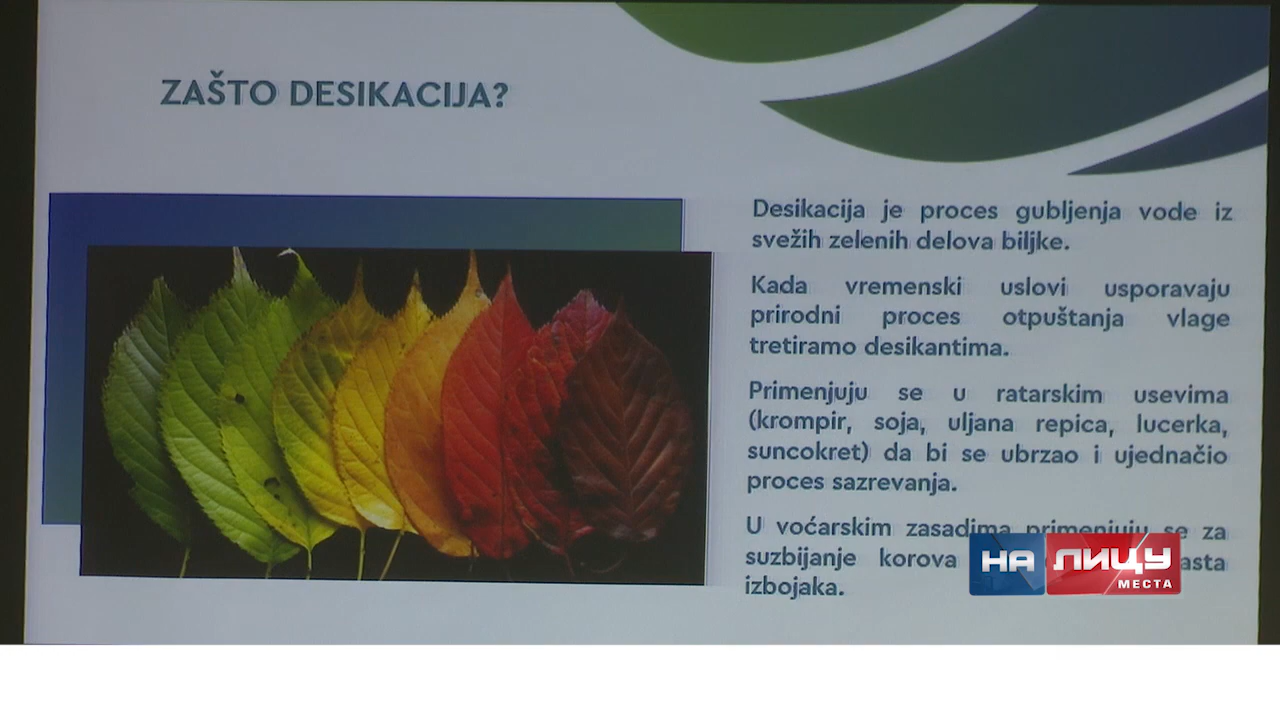 ZAŠTO DESIKACIJA?
Desikacija je proces gubljenja vode iz
svežih zelenih delova biljke.
Kada vremenski uslovi usporavaju
prirodni proces otpuštanja vlage
tretiramo desikantima.
Primenjuju se u ratarskim usevima
(krompir, soja, uljana repica, lucerka,
suncokret) da bi se ubrzao i ujednačio
proces sazrevanja.
U voćarskim zasadima primenjuju se za
suzbijanje korova
izbojaka.
НА ЛИЦУ
МЕСТА